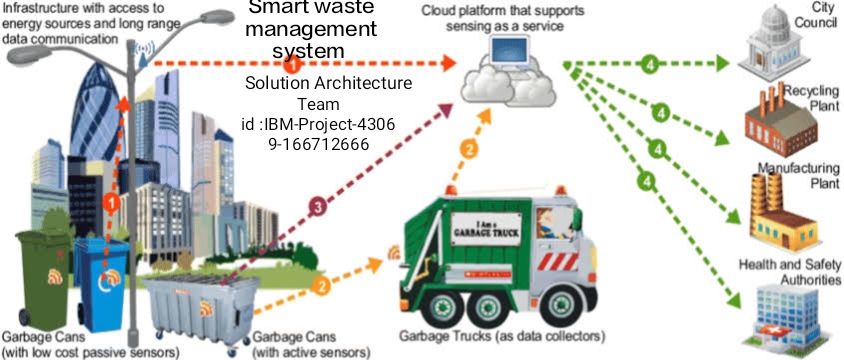 Infrastructure with access to
energy sources and long range
data communication
Smart waste
management
system
Solution Architecture
Team
id :IBM-Project-4306
9-166712666
Cloud platform that supports
sensing as a service
City
Council
Recycling
Plant
Manufacturing
Plant
Health and Safety
Authorities
1
1
2
2
3
4
4
4
4
I Am a
GARBAGE TRUCK
Garbage Cans
(with low cost passive sensors)
Garbage Cans
(with active sensors)
Garbage Trucks (as data collectors)